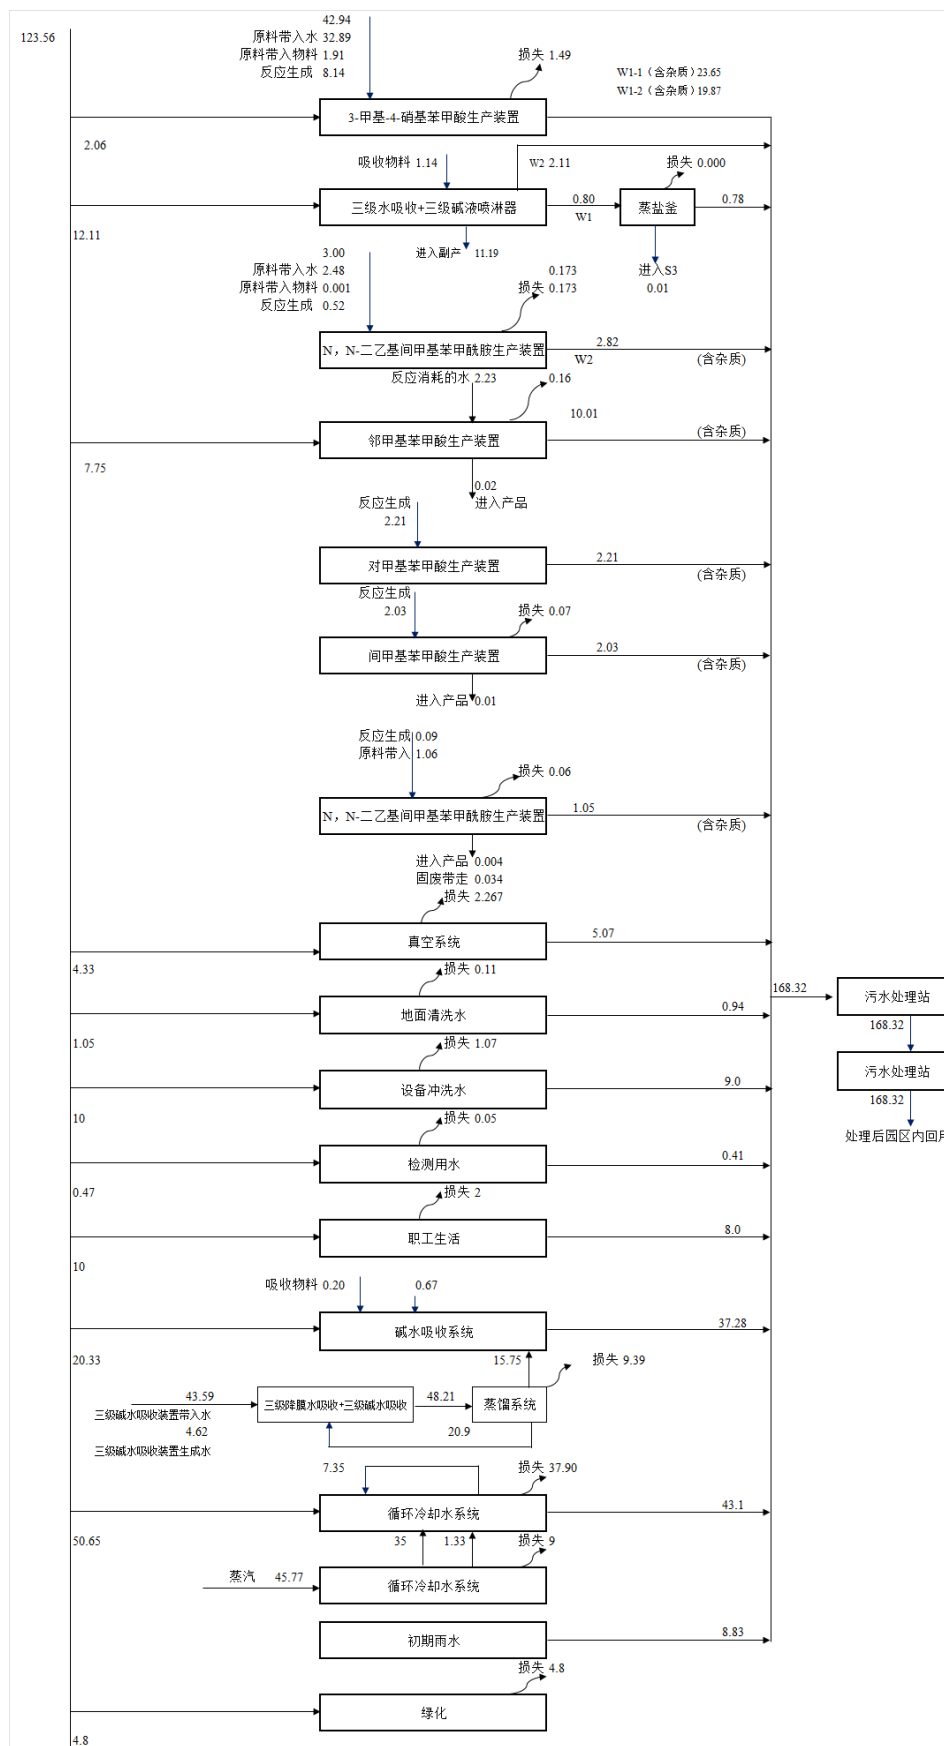 42.94
123.56
原料带入水 32.89
原料带入物料 1.91
反应生成 8.14
损失 1.49
W1-1（含杂质）23.65
W1-2（含杂质）19.87
3-甲基-4-硝基苯甲酸生产装置
2.06
吸收物料 1.14
W2 2.11
损失 0.000
三级水吸收+三级碱液喷淋器
0.80
W1
蒸盐釜
0.78
12.11
进入副产 11.19
进入S3
0.01
3.00
原料带入水 2.48
原料带入物料 0.001
反应生成 0.52
0.173
损失 0.173
N，N-二乙基间甲基苯甲酰胺生产装置
2.82
W2
(含杂质)
反应消耗的水 2.23
0.16
邻甲基苯甲酸生产装置
10.01
(含杂质)
7.75
0.02
进入产品
反应生成
2.21
对甲基苯甲酸生产装置
2.21
(含杂质)
反应生成
2.03
损失 0.07
间甲基苯甲酸生产装置
2.03
(含杂质)
进入产品 0.01
反应生成 0.09
原料带入 1.06
损失 0.06
N，N-二乙基间甲基苯甲酰胺生产装置
1.05
(含杂质)
进入产品 0.004
固废带走 0.034
损失 2.267
真空系统
5.07
4.33
损失 0.11
地面清洗水
0.94
168.32
污水处理站
168.32
1.05
损失 1.07
设备冲洗水
9.0
污水处理站
168.32
10
损失 0.05
处理后园区内回用
检测用水
0.41
0.47
损失 2
职工生活
8.0
10
吸收物料 0.20
0.67
碱水吸收系统
37.28
20.33
15.75
损失 9.39
43.59
三级碱水吸收装置带入水
4.62
三级碱水吸收装置生成水
三级降膜水吸收+三级碱水吸收
48.21
蒸馏系统
20.9
7.35
损失 37.90
循环冷却水系统
43.1
50.65
35
1.33
损失 9
蒸汽 45.77
循环冷却水系统
初期雨水
8.83
损失 4.8
绿化
4.8